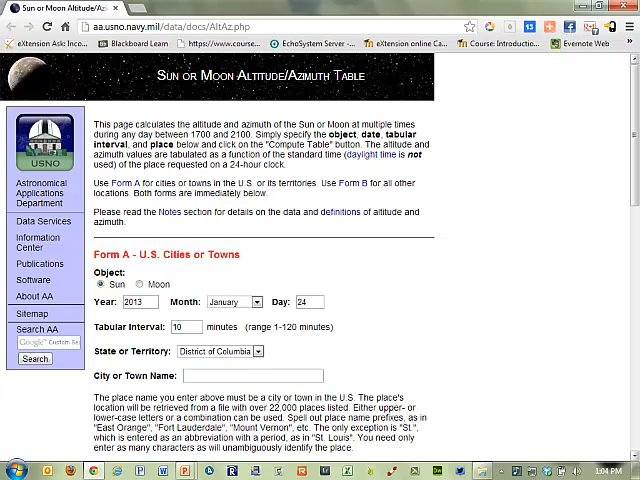 Sun or Moon Altitude/Azi
aa.usno.navy.mil/data/docs/AltAz.php
eXtension Ask: Inco...
Blackboard Learn
https://www.course...
EchoSystem Server -...
eXtension online Ca...
Course: Introductio...
Evernote Web
SUN OR MOON ALTITUDE/AZIMUTH TABLE
USNO
Astronomical
Applications
Department
Data Services
Information
Center
Publications
Software
About AA
Sitemap
Search AA
Google™ Custom Sea
Search
This page calculates the altitude and azimuth of the Sun or Moon at multiple times
during any day between 1700 and 2100. Simply specify the object, date, tabular
interval, and place below and click on the "Compute Table" button. The altitude and
azimuth values are tabulated as a function of the standard time (daylight time is not
used) of the place requested on a 24-hour clock.
Use Form A for cities or towns in the U.S. or its territories. Use Form B for all other
locations. Both forms are immediately below.
Please read the Notes section for details on the data and definitions of altitude and
azimuth.
Form A - U.S. Cities or Towns
Object:
Sun Moon
Year: 2013 Month: January Day: 24
Tabular Interval: 10 minutes (range 1-120 minutes)
State or Territory: District of Columbia
City or Town Name:
The place name you enter above must be a city or town in the U.S. The place's
location will be retrieved from a file with over 22,000 places listed. Either upper- or
lower-case letters or a combination can be used. Spell out place name prefixes, as in
"East Orange", "Fort Lauderdale", "Mount Vernon", etc. The only exception is "St.",
which is entered as an abbreviation with a period, as in "St. Louis". You need only
enter as many characters as will unambiguously identify the place.
1:04 PM